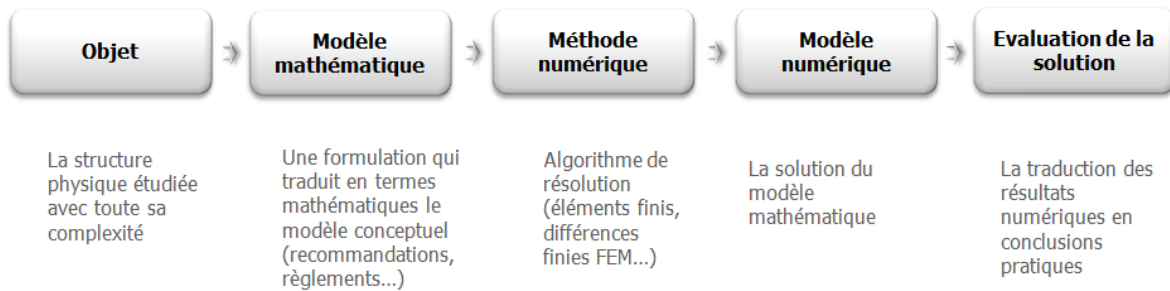 Objet
Modèle
mathématique
Méthode
numérique
Modèle
numérique
Evaluation de la
solution
La structure
physique étudiée
avec toute sa
complexité
Une formulation qui
traduit en termes
mathématiques le
modèle conceptuel
(recommandations,
règlements...)
Algorithme de
résolution
(éléments finis,
différences
finies FEM...)
La solution du
modèle
mathématique
La traduction des
résultats
numériques en
conclusions
pratiques